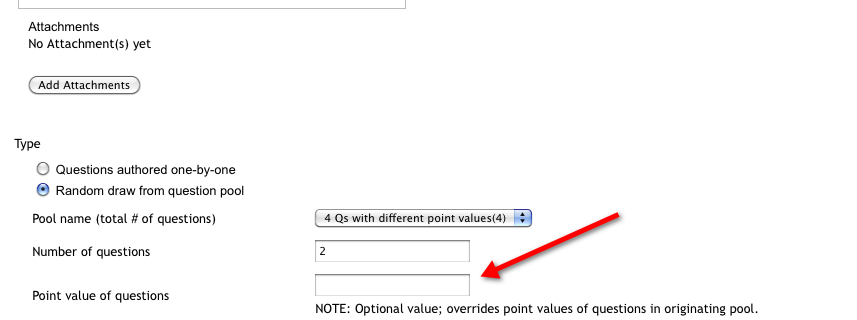 Attachments
No Attachment(s) yet
Add Attachments
Type
Questions authored one-by-one
Random draw from question pool
Pool name (total # of questions)
4 Qs with different point values(4)
Number of questions
2
Point value of questions
NOTE: Optional value; overrides point values of questions in originating pool.